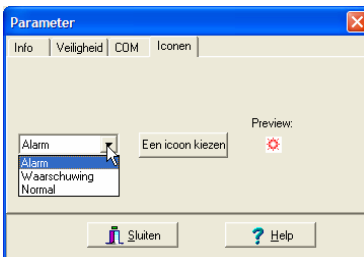 Parameter
Info Veiligheid COM Iconen
Preview:
Alarm Een icoon kiezen
Alarm
Waarschuwing
Normal
Sluiten Help